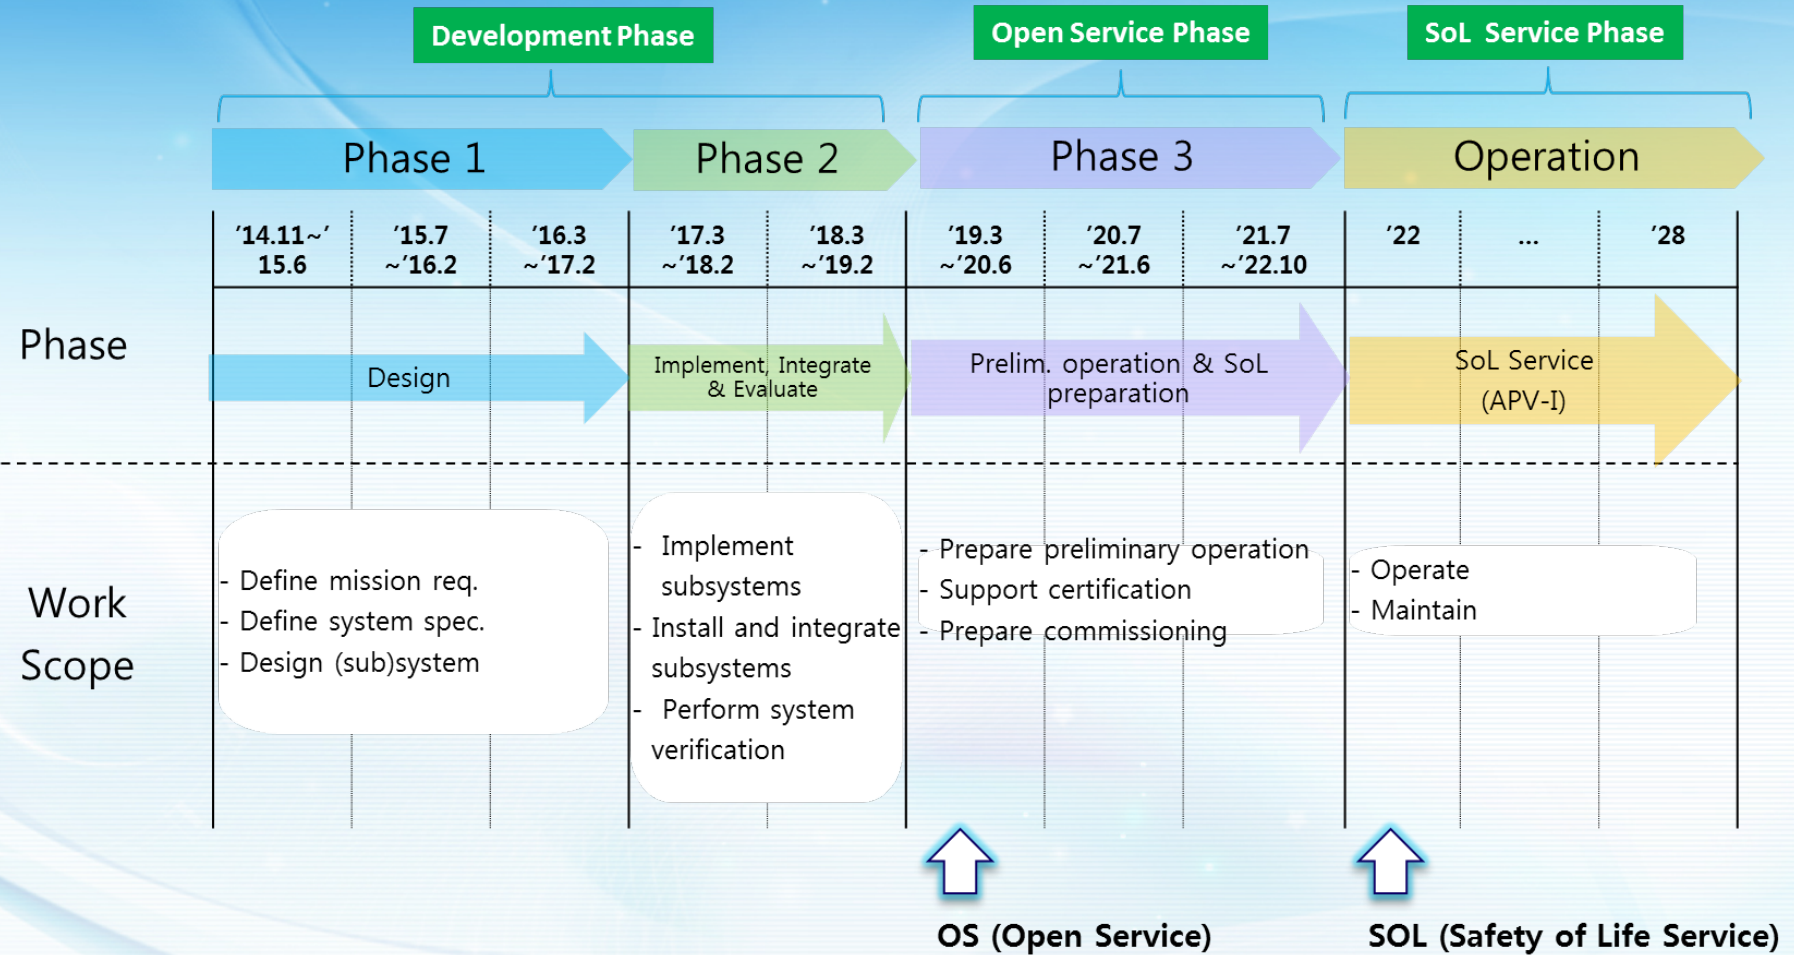 Development Phase
Open Service Phase
SoL Service Phase
Phase 1
Phase 2
Phase 3
Operation
’14.11~’
15.6
’15.7
~’16.2
’16.3
~’17.2
’17.3
~’18.2
’18.3
~’19.2
’19.3
~’20.6
’20.7
~’21.6
’21.7
~’22.10
’22
...
’28
Phase
Design
Implement, Integrate
& Evaluate
Prelim. operation & SoL
preparation
SoL Service
(APV-I)
Work
Scope
- Define mission req.
- Define system spec.
- Design (sub)system
- Implement
subsystems
- Install and integrate
subsystems
- Perform system
verification
- Prepare preliminary operation
- Support certification
- Prepare commissioning
- Operate
- Maintain
OS (Open Service)
SOL (Safety of Life Service)